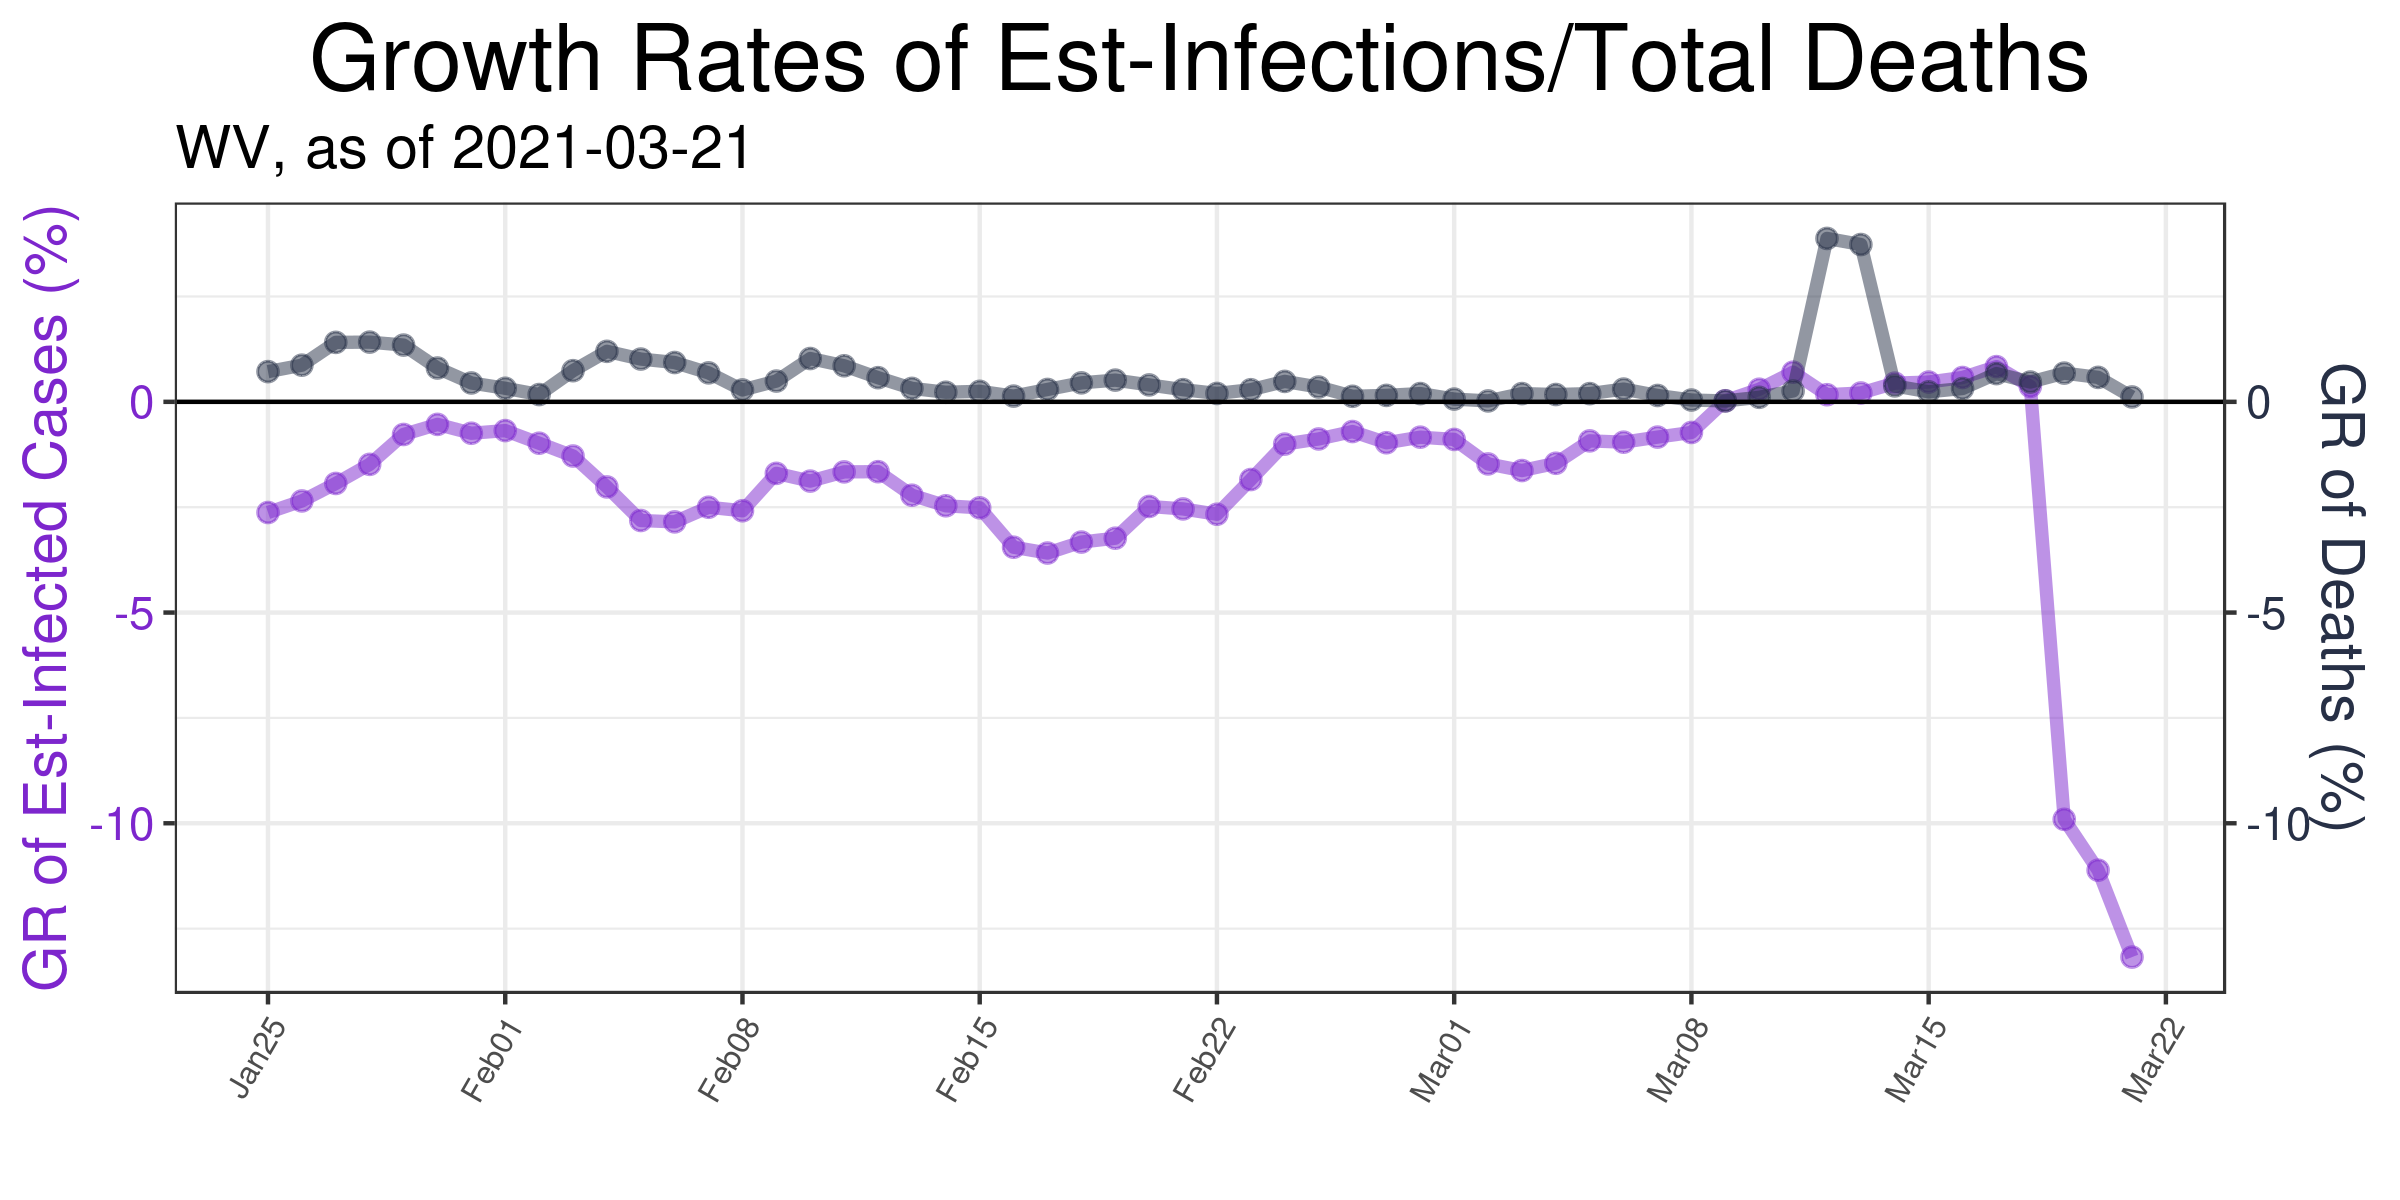 Growth Rates of Est-Infections/Total Deaths
WV, as of 2021-03-21
GR of Est-Infected Cases (%)
0
-5
-10
0
-5
-10
GR of Deaths (%)
Jan25
Feb01
Feb08
Feb15
Feb22
Mar01
Mar08
Mar15
Mar22